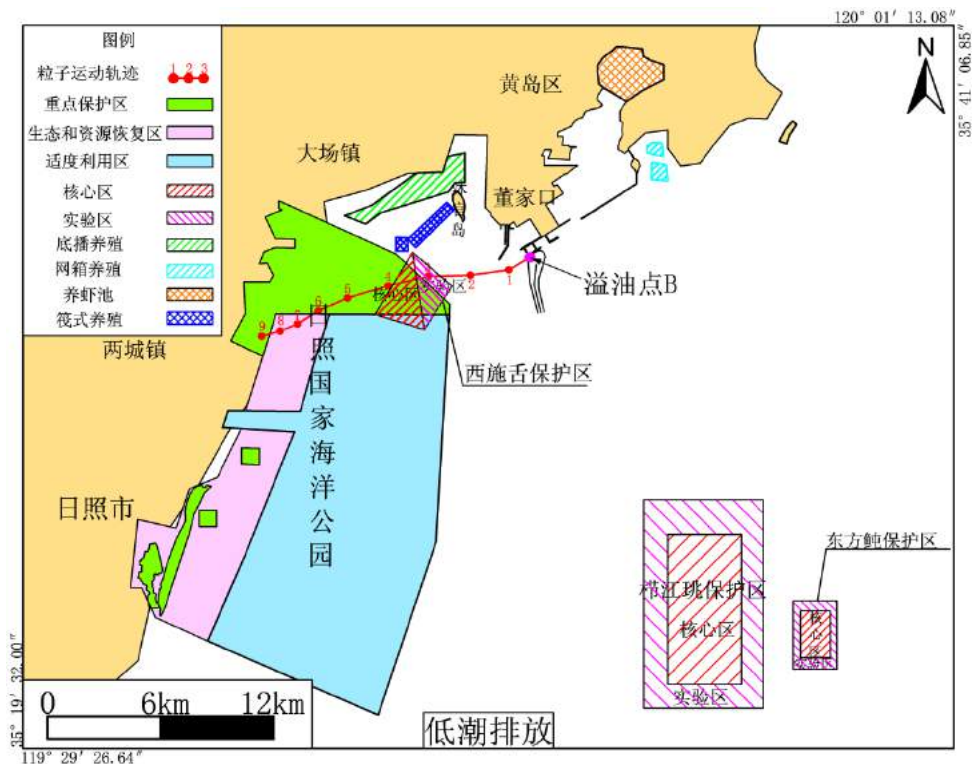 120° 01′ 13.08″
35° 41′ 06.85″
N
图例
粒子运动轨迹
1 2 3
重点保护区
生态和资源恢复区
适度利用区
核心区
实验区
底播养殖
网箱养殖
养虾池
筏式养殖
黄岛区
大场镇
董家口
岛
溢油点B
1
2
4
5
6
7
8
9
核心区
两城镇
西施舌保护区
日照国家海洋公园
日照市
东方鲀保护区
栉江珧保护区
核心区
实验区
核心区
实验区
0 6km 12km
低潮排放
35° 19′ 32.00″
119° 29′ 26.64″